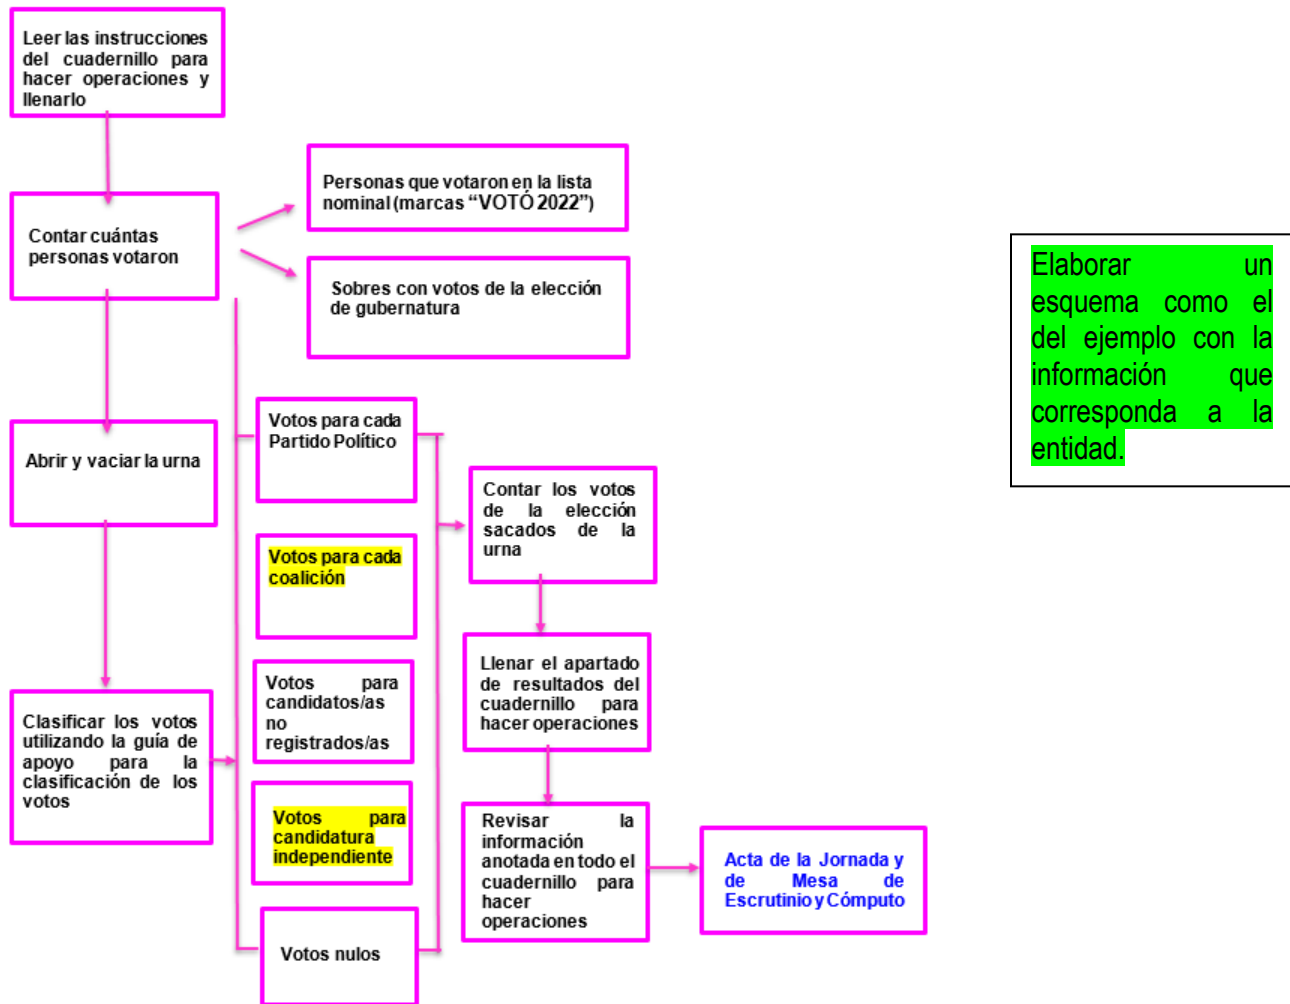 Leer las instrucciones
del cuadernillo para
hacer operaciones y
llenarlo
Personas que votaron en la lista
nominal (marcas “VOTÓ 2022”)
Contar cuántas
personas votaron
Sobres con votos de la elección
de gubernatura
Abrir y vaciar la urna
Clasificar los votos
utilizando la guía de
apoyo para la
clasificación de los
votos
Votos para cada
Partido Político
Votos para cada
coalición
Votos para
candidatos/as
no
registrados/as
Votos para
candidatura
independiente
Votos nulos
Contar los votos
de la elección
sacados de la
urna
Llenar el apartado
de resultados del
cuadernillo para
hacer operaciones
Revisar la
información
anotada en todo el
cuadernillo para
hacer
operaciones
Acta de la Jornada y
de Mesa de
Escrutinio y Cómputo
Elaborar un
esquema como el
del ejemplo con la
información que
corresponda a la
entidad.